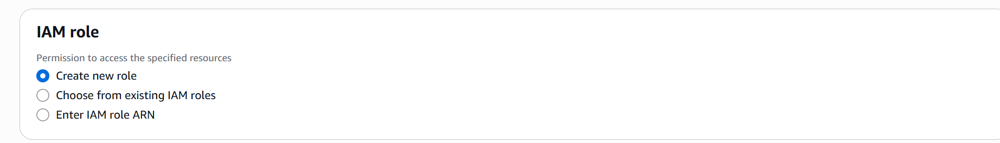 IAM role
Permission to access the specified resources
Create new role
Choose from existing IAM roles
Enter IAM role ARN